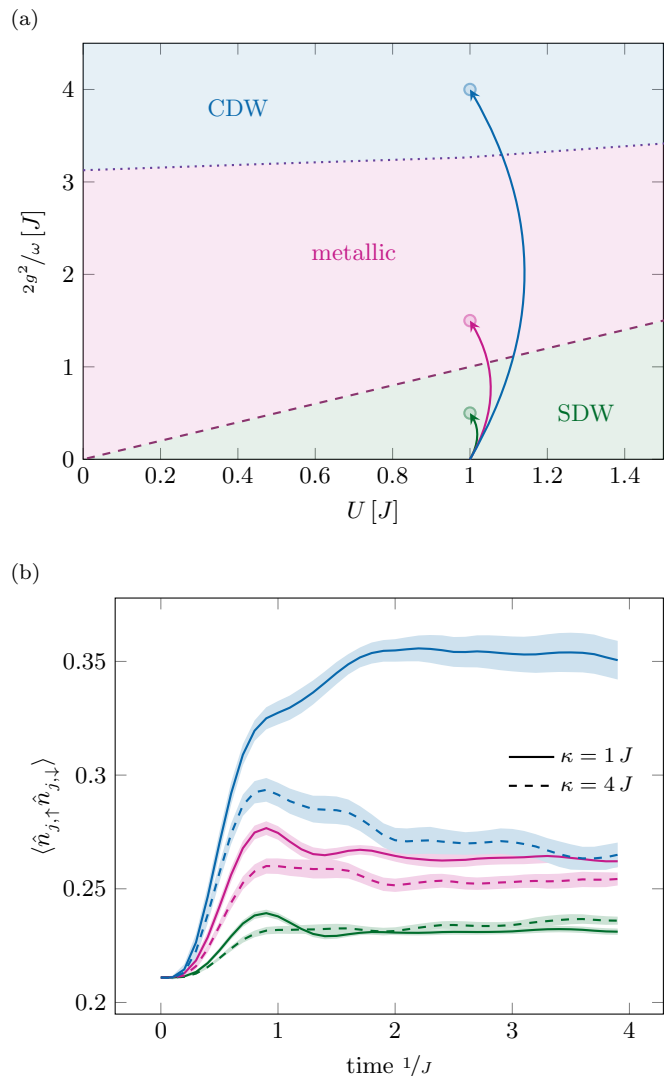 (a)
4
3
2
1
0
2g²/ω [J]
CDW
metallic
SDW
0 0.2 0.4 0.6 0.8 1 1.2 1.4
U [J]
(b)
0.35
0.3
0.25
0.2
⟨n̂j,↑n̂j,↓⟩
κ = 1 J
κ = 4 J
0 1 2 3 4
time 1/J